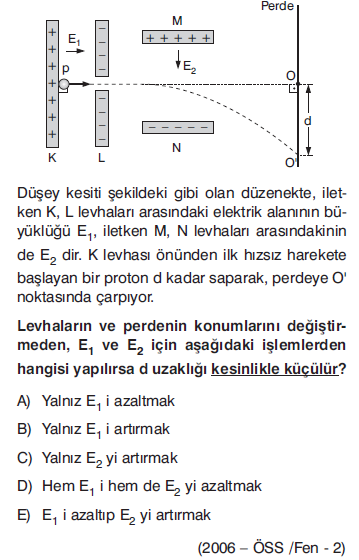 Perde
M
+ + + + +
E1
E2
p
+ + + + + + + +
– – – – – –
O
d
– – – – –
N
K
L
O'
Düşey kesiti şekildeki gibi olan düzenekte, ilet-
ken K, L levhaları arasındaki elektrik alanının bü-
yüklüğü E1, iletken M, N levhaları arasındakinin
de E2 dir. K levhası önünden ilk hızsız harekete
başlayan bir proton d kadar saparak, perdeye O'
noktasında çarpıyor.
Levhaların ve perdenin konumlarını değiştir-
meden, E1 ve E2 için aşağıdaki işlemlerden
hangisi yapılırsa d uzaklığı kesinlikle küçülür?
A) Yalnız E1 i azaltmak
B) Yalnız E1 i artırmak
C) Yalnız E2 yi artırmak
D) Hem E1 i hem de E2 yi azaltmak
E) E1 i azaltıp E2 yi artırmak
(2006 – ÖSS /Fen - 2)